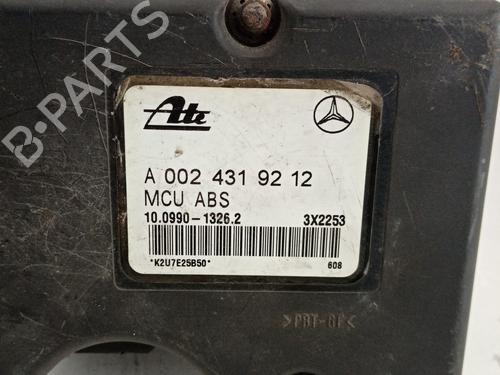 B-PARTS
Ate
A 002 431 92 12
MCU ABS
10.0990-1326.2 3X2253
*K2U7E25B50* 608
>PBT-GF<